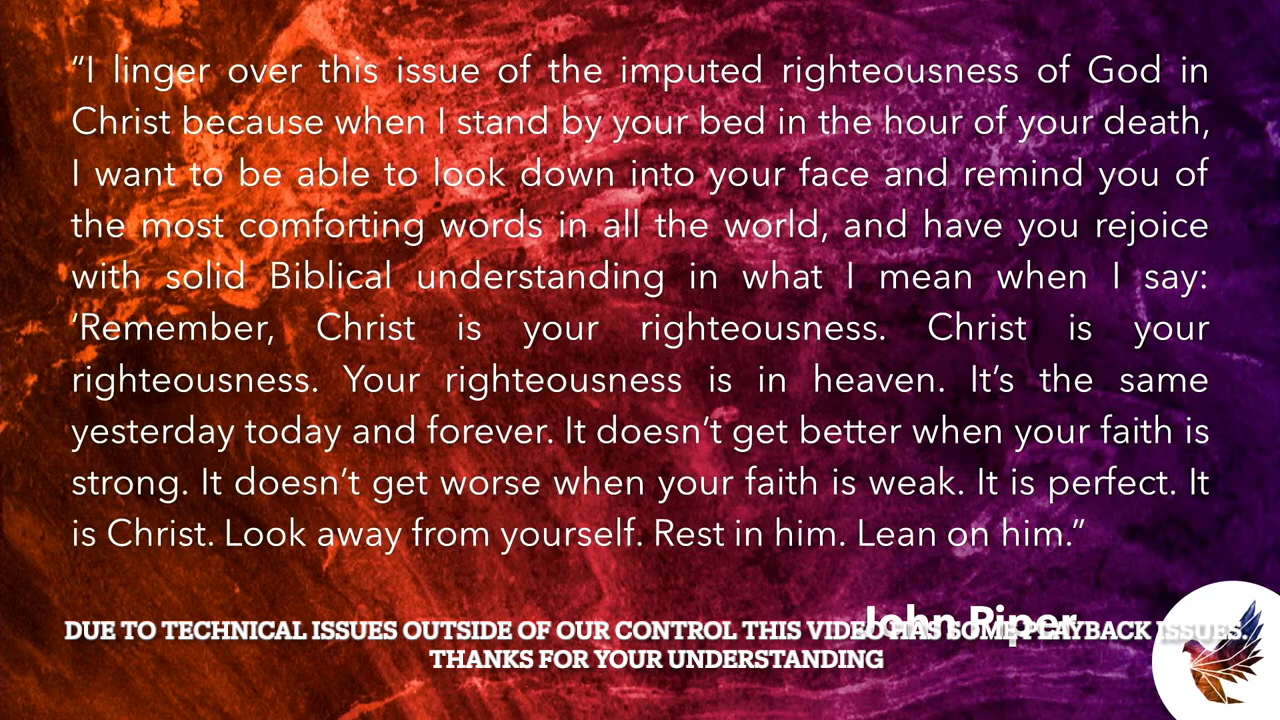 “I linger over this issue of the imputed righteousness of God in
Christ because when I stand by your bed in the hour of your death,
I want to be able to look down into your face and remind you of
the most comforting words in all the world, and have you rejoice
with solid Biblical understanding in what I mean when I say:
‘Remember, Christ is your righteousness. Christ is your
righteousness. Your righteousness is in heaven. It’s the same
yesterday today and forever. It doesn’t get better when your faith is
strong. It doesn’t get worse when your faith is weak. It is perfect. It
is Christ. Look away from yourself. Rest in him. Lean on him.”
John Piper
DUE TO TECHNICAL ISSUES OUTSIDE OF OUR CONTROL THIS VIDEO HAS SOME PLAYBACK ISSUES.
THANKS FOR YOUR UNDERSTANDING